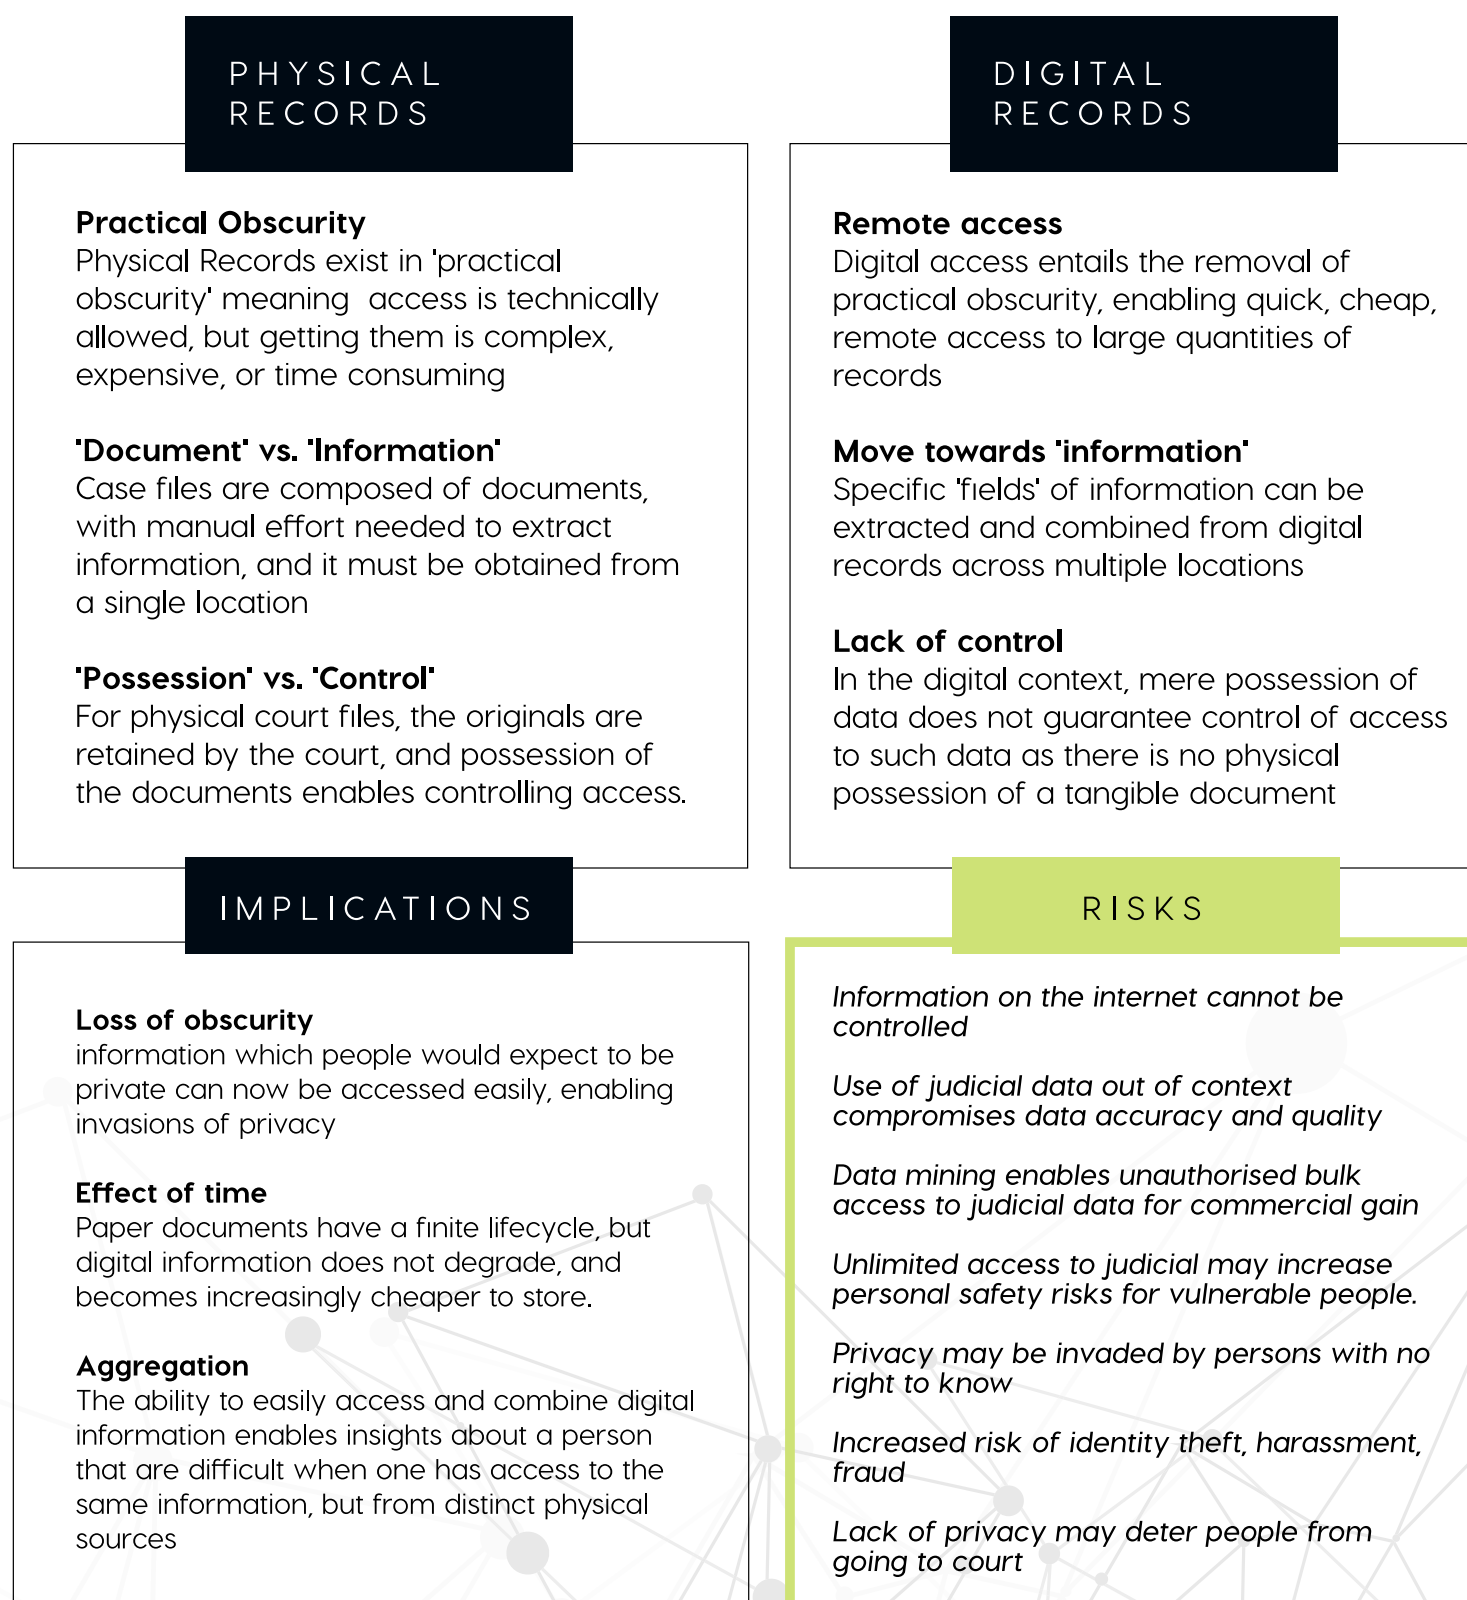 PHYSICAL
RECORDS
Practical Obscurity
Physical Records exist in 'practical
obscurity' meaning  access is technically
allowed, but getting them is complex,
expensive, or time consuming
'Document' vs. 'Information'
Case files are composed of documents,
with manual effort needed to extract
information, and it must be obtained from
a single location
'Possession' vs. 'Control'
For physical court files, the originals are
retained by the court, and possession of
the documents enables controlling access.
DIGITAL
RECORDS
Remote access
Digital access entails the removal of
practical obscurity, enabling quick, cheap,
remote access to large quantities of
records
Move towards 'information'
Specific 'fields' of information can be
extracted and combined from digital
records across multiple locations
Lack of control
In the digital context, mere possession of
data does not guarantee control of access
to such data as there is no physical
possession of a tangible document
IMPLICATIONS
Loss of obscurity
information which people would expect to be
private can now be accessed easily, enabling
invasions of privacy
Effect of time
Paper documents have a finite lifecycle, but
digital information does not degrade, and
becomes increasingly cheaper to store.
Aggregation
The ability to easily access and combine digital
information enables insights about a person
that are difficult when one has access to the
same information, but from distinct physical
sources
RISKS
Information on the internet cannot be
controlled
Use of judicial data out of context
compromises data accuracy and quality
Data mining enables unauthorised bulk
access to judicial data for commercial gain
Unlimited access to judicial may increase
personal safety risks for vulnerable people.
Privacy may be invaded by persons with no
right to know
Increased risk of identity theft, harassment,
fraud
Lack of privacy may deter people from
going to court